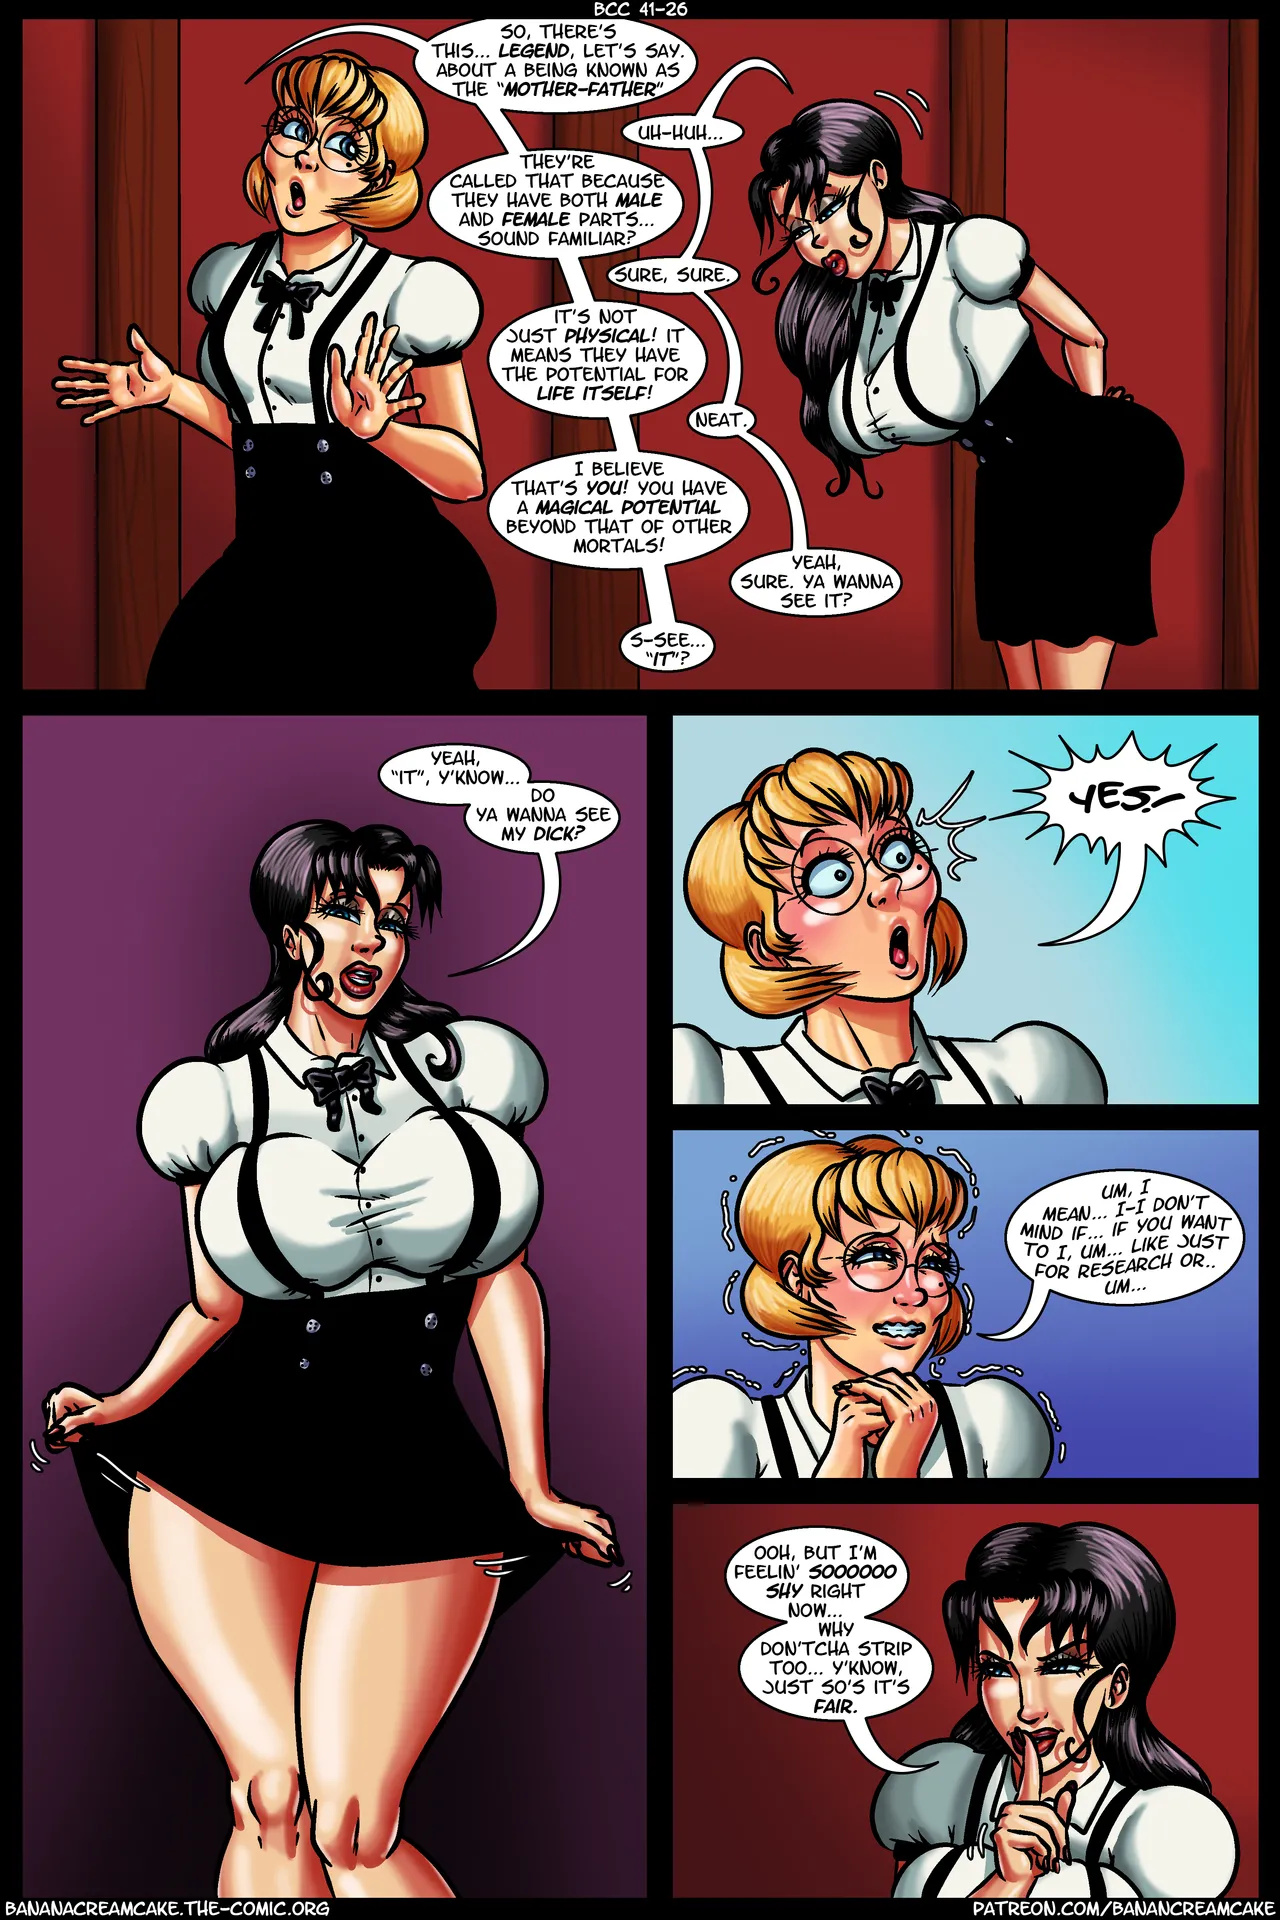 BCC 41-26
SO, THERE'S
THIS... LEGEND, LET'S SAY.
ABOUT A BEING KNOWN AS
THE "MOTHER-FATHER"
UH-HUH...
THEY'RE
CALLED THAT BECAUSE
THEY HAVE BOTH MALE
AND FEMALE PARTS...
SOUND FAMILIAR?
SURE, SURE.
IT'S NOT
JUST PHYSICAL! IT
MEANS THEY HAVE
THE POTENTIAL FOR
LIFE ITSELF!
NEAT.
I BELIEVE
THAT'S YOU! YOU HAVE
A MAGICAL POTENTIAL
BEYOND THAT OF OTHER
MORTALS!
YEAH,
SURE. YA WANNA
SEE IT?
S-SEE...
"IT"?
YEAH,
"IT", Y'KNOW...
DO
YA WANNA SEE
MY DICK?
YES!
UM, I
MEAN... I-I DON'T
MIND IF... IF YOU WANT
TO I, UM... LIKE JUST
FOR RESEARCH OR..
UM...
OOH, BUT I'M
FEELIN' SOOOOOO
SHY RIGHT
NOW...
WHY
DON'TCHA STRIP
TOO... Y'KNOW,
JUST SO'S IT'S
FAIR.
BANANACREAMCAKE.THE-COMIC.ORG
PATREON.COM/BANANCREAMCAKE